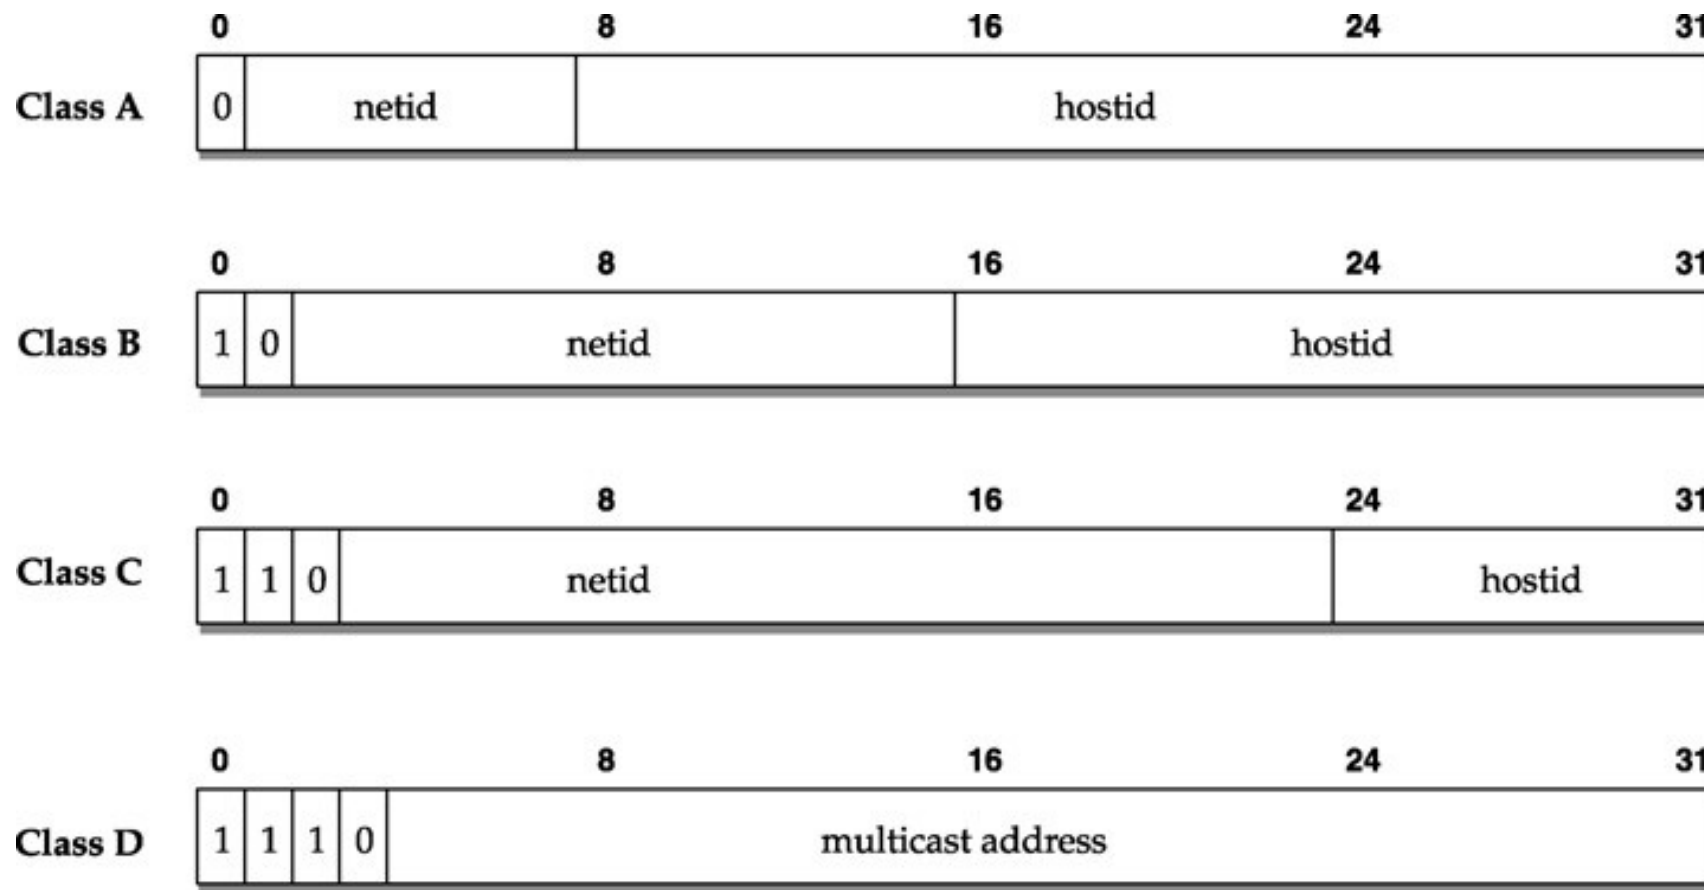 0 8 16 24 31
Class A 0 netid hostid
0 8 16 24 31
Class B 1 0 netid hostid
0 8 16 24 31
Class C 1 1 0 netid hostid
0 8 16 24 31
Class D 1 1 1 0 multicast address